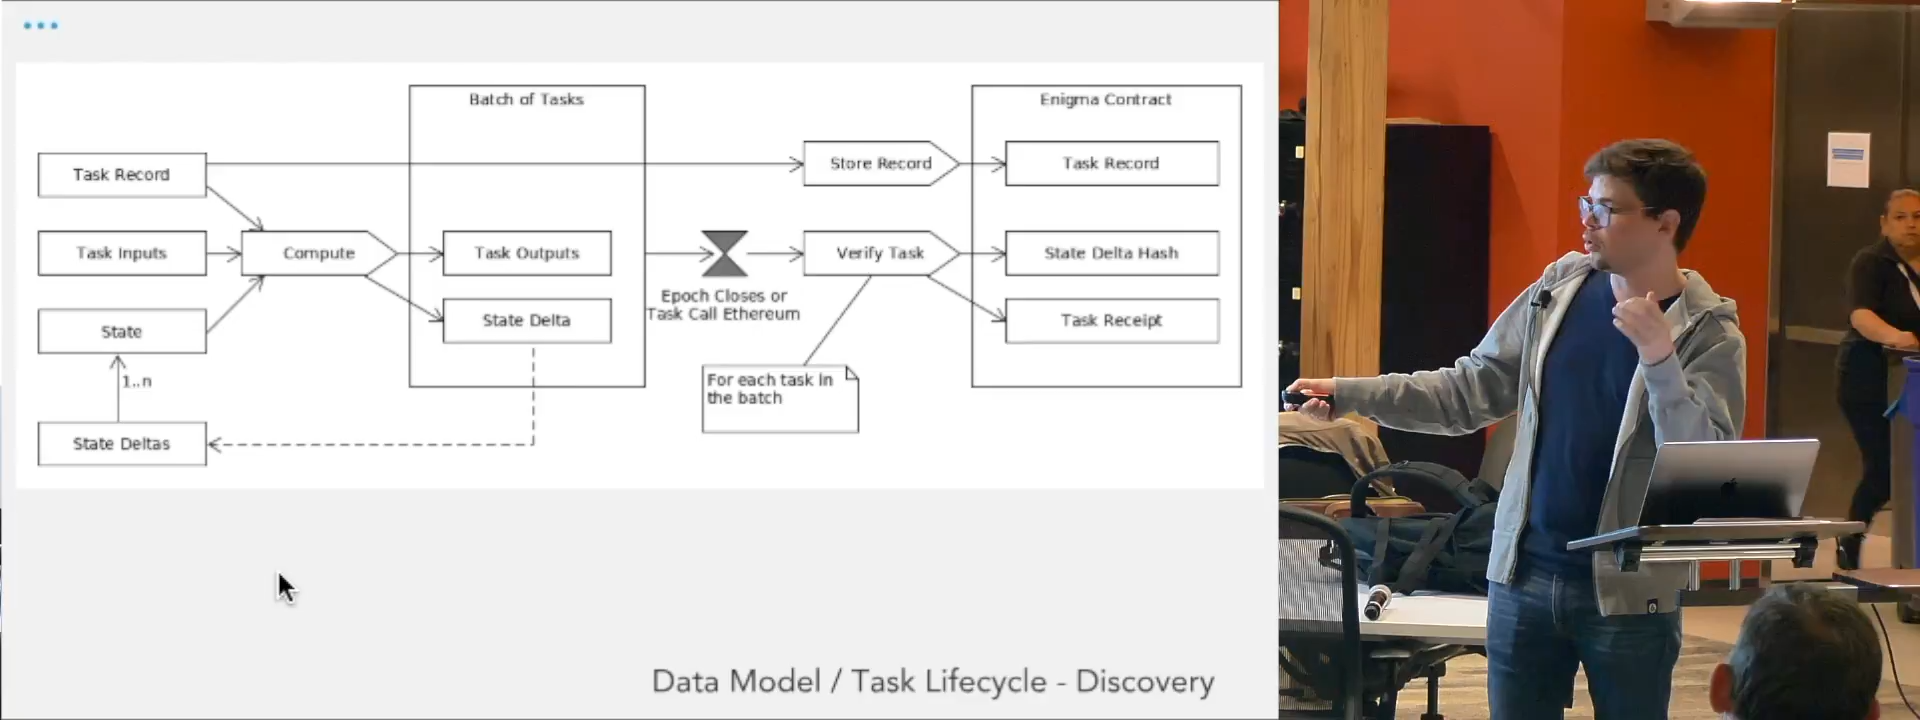 Batch of Tasks
Enigma Contract
Task Record
Store Record
Task Record
Task Inputs
Compute
Task Outputs
Verify Task
State Delta Hash
Epoch Closes or
Task Call Ethereum
State
State Delta
Task Receipt
1..n
For each task in
the batch
State Deltas
Data Model / Task Lifecycle - Discovery